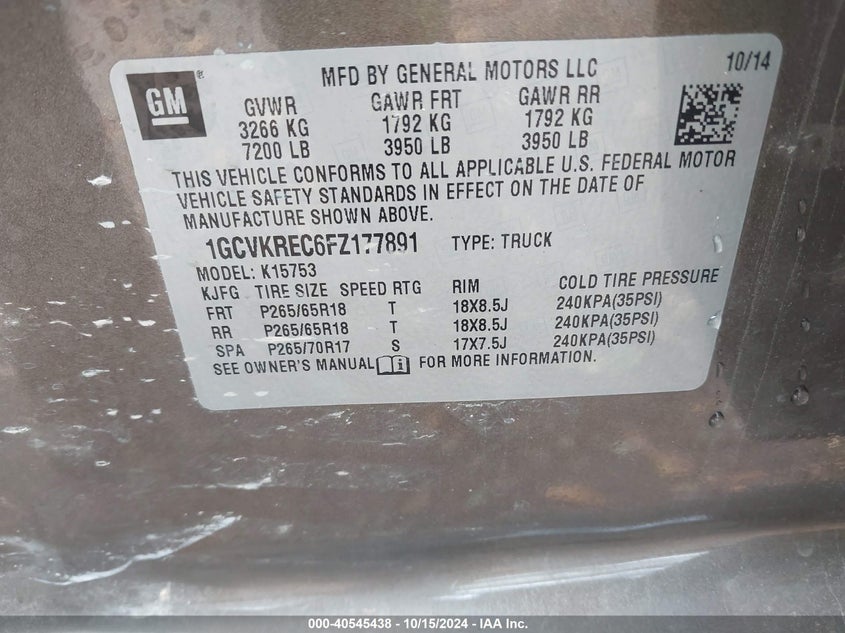 10/14
GM® MFD BY GENERAL MOTORS LLC
GVWR GAWR FRT GAWR RR
3266 KG 1792 KG 1792 KG
7200 LB 3950 LB 3950 LB
THIS VEHICLE CONFORMS TO ALL APPLICABLE U.S. FEDERAL MOTOR
VEHICLE SAFETY STANDARDS IN EFFECT ON THE DATE OF
MANUFACTURE SHOWN ABOVE.
1GCVKREC6FZ177891 TYPE: TRUCK
MODEL: K15753
KJFG TIRE SIZE SPEED RTG RIM COLD TIRE PRESSURE
FRT P265/65R18 T 18X8.5J 240KPA(35PSI)
RR P265/65R18 T 18X8.5J 240KPA(35PSI)
SPA P265/70R17 S 17X7.5J 240KPA(35PSI)
SEE OWNER'S MANUAL i FOR MORE INFORMATION.
000-40545438 - 10/15/2024 - IAA Inc.